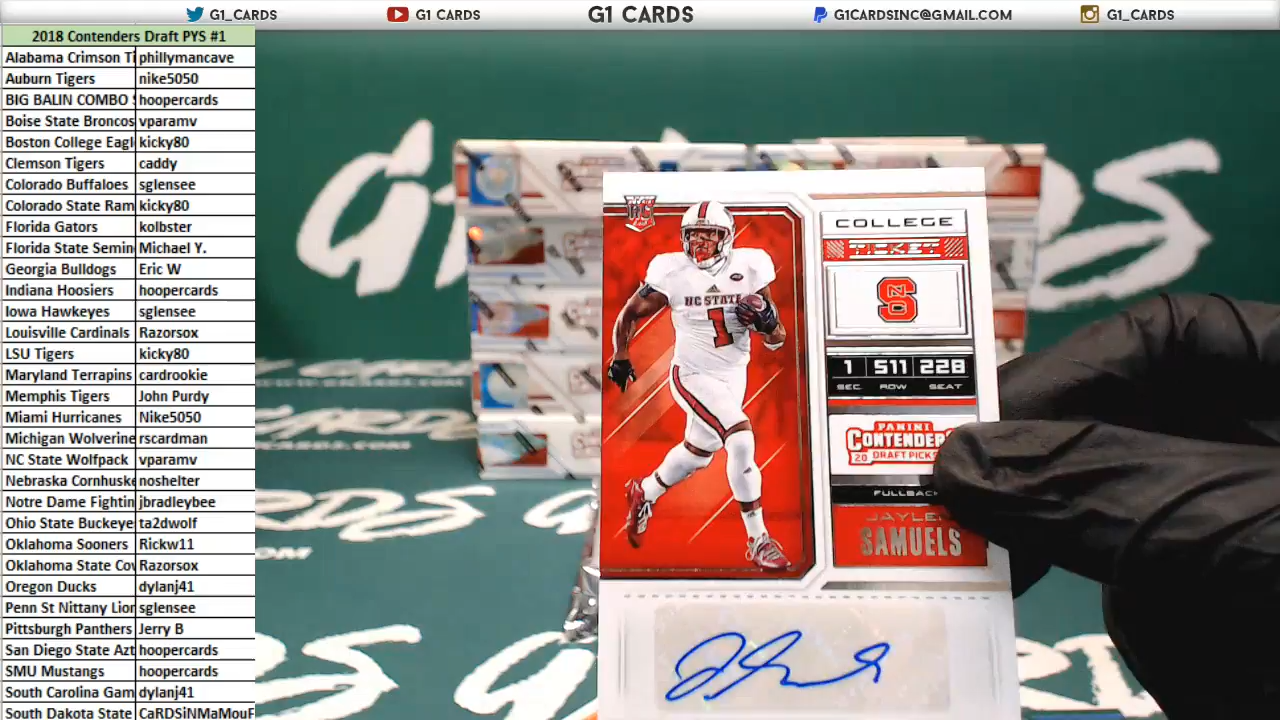 G1_CARDS
G1 CARDS
G1 CARDS
G1CARDSINC@GMAIL.COM
G1_CARDS
2018 Contenders Draft PYS #1
Alabama Crimson Ti phillymancave
Auburn Tigers nike5050
BIG BALIN COMBO hoopercards
Boise State Broncos vparamv
Boston College Eagl kicky80
Clemson Tigers caddy
Colorado Buffaloes sglensee
Colorado State Ram kicky80
Florida Gators kolbster
Florida State Semin Michael Y.
Georgia Bulldogs Eric W
Indiana Hoosiers hoopercards
Iowa Hawkeyes sglensee
Louisville Cardinals Razorsox
LSU Tigers kicky80
Maryland Terrapins cardrookie
Memphis Tigers John Purdy
Miami Hurricanes Nike5050
Michigan Wolverine rscardman
NC State Wolfpack vparamv
Nebraska Cornhuske noshelter
Notre Dame Fightin jbradleybee
Ohio State Buckeye ta2dwolf
Oklahoma Sooners Rickw11
Oklahoma State Cov Razorsox
Oregon Ducks dylanj41
Penn St Nittany Lion sglensee
Pittsburgh Panthers Jerry B
San Diego State Azt hoopercards
SMU Mustangs hoopercards
South Carolina Gam dylanj41
South Dakota State CaRDSiNMaMouF
RC
NC STATE
1
COLLEGE
TICKET
NCS
1 511 228
SEC. ROW SEAT
PANINI
CONTENDERS
20 DRAFT PICKS
FULLBACK
JAYLE
SAMUELS